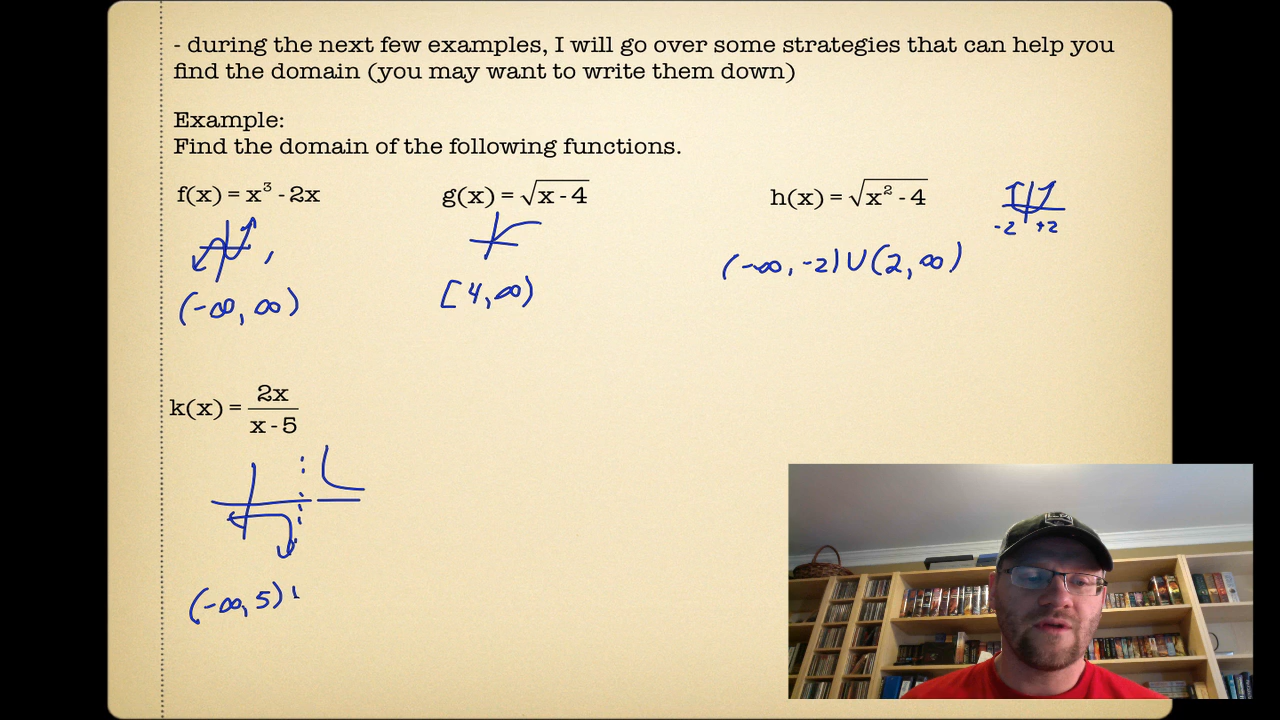 - during the next few examples, I will go over some strategies that can help you
find the domain (you may want to write them down)
Example:
Find the domain of the following functions.
f(x) = x³ - 2x
g(x) = √(x - 4)
h(x) = √(x² - 4)
-2 +2
(-∞, ∞)
[4, ∞)
(-∞, -2) ∪ (2, ∞)
k(x) = 2x / (x - 5)
(-∞, 5)